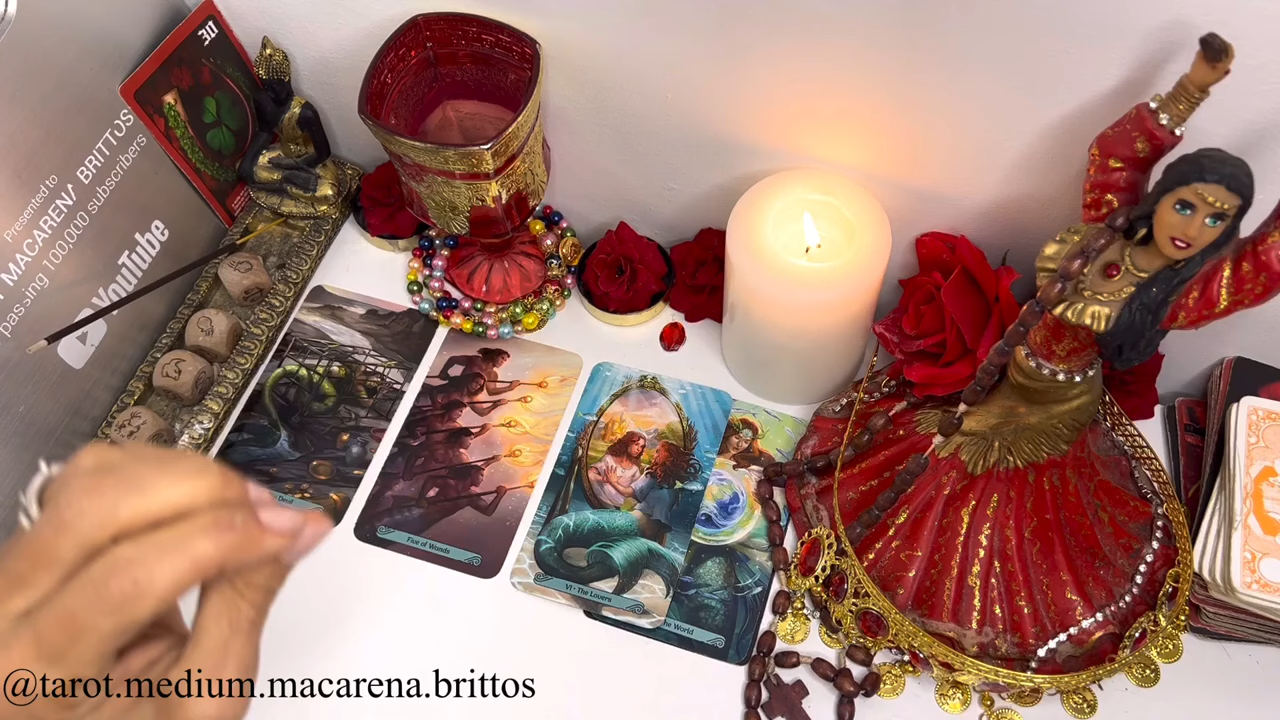 30
Presented to
MACARENA BRITTOS
passing 100,000 subscribers
YouTube
Devil
Five of Wands
VI • The Lovers
The World
@tarot.medium.macarena.brittos